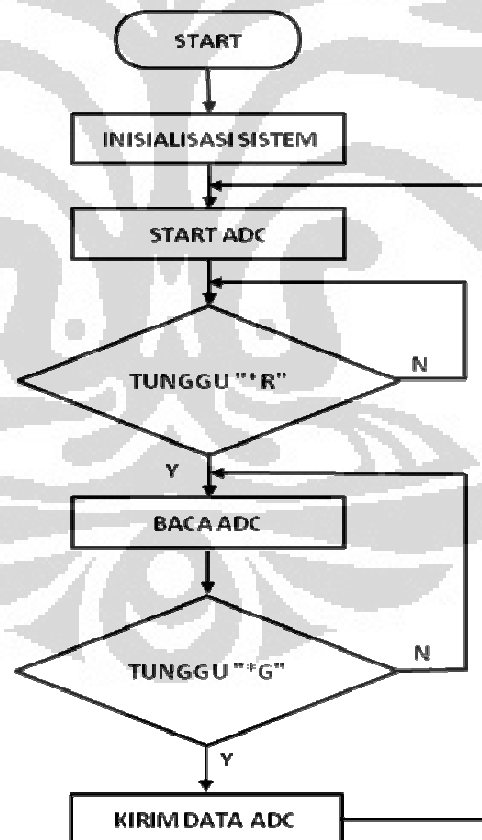 START
INISIALISASI SISTEM
START ADC
TUNGGU "*R"
N
Y
BACA ADC
TUNGGU "*G"
N
Y
KIRIM DATA ADC